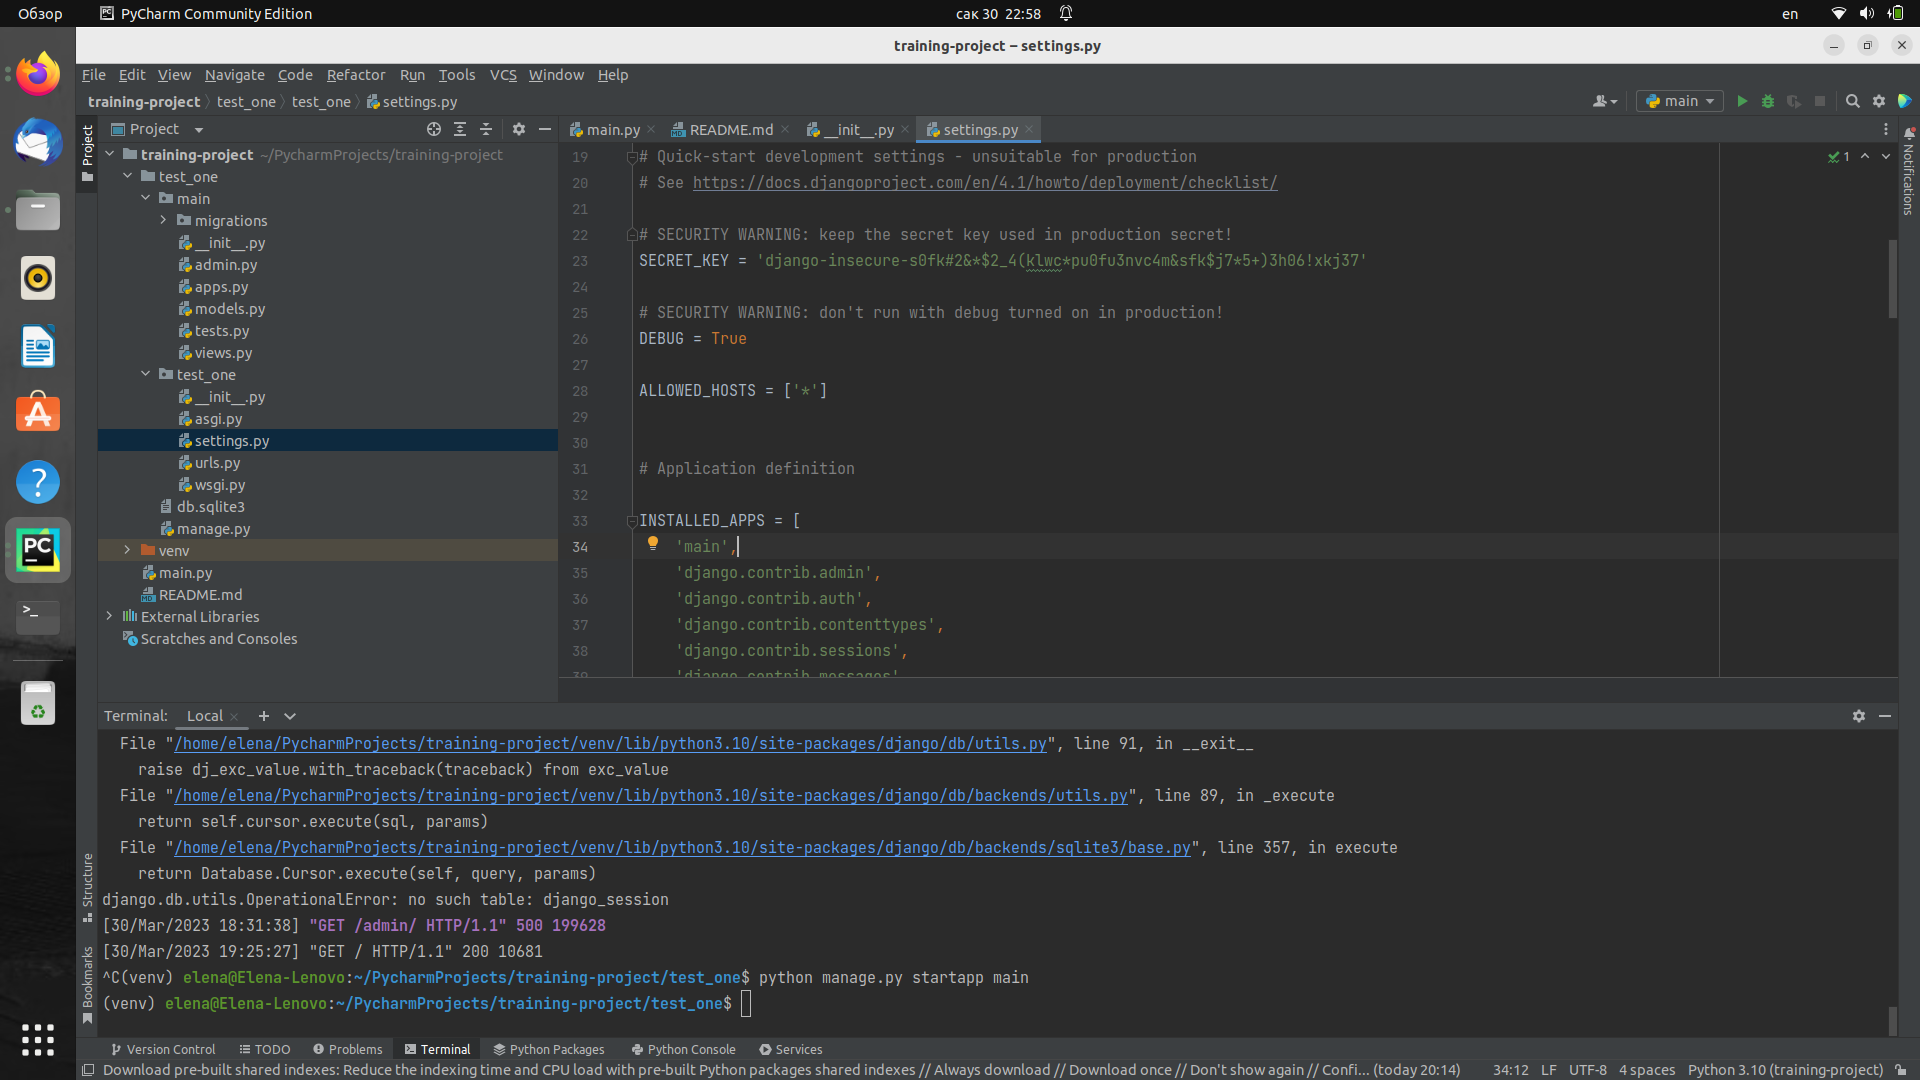 Обзор
PyCharm Community Edition
сак 30 22:58
en
training-project – settings.py
File Edit View Navigate Code Refactor Run Tools VCS Window Help
training-project test_one test_one settings.py
main
Project
main.py README.md __init__.py settings.py
training-project ~/PycharmProjects/training-project
test_one
main
migrations
__init__.py
admin.py
apps.py
models.py
tests.py
views.py
test_one
__init__.py
asgi.py
settings.py
urls.py
wsgi.py
db.sqlite3
manage.py
venv
main.py
README.md
External Libraries
Scratches and Consoles
Project
Structure
Bookmarks
Notifications
1
19 # Quick-start development settings - unsuitable for production
20 # See https://docs.djangoproject.com/en/4.1/howto/deployment/checklist/
21
22 # SECURITY WARNING: keep the secret key used in production secret!
23 SECRET_KEY = 'django-insecure-s0fk#2&*$2_4(klwc*pu0fu3nvc4m&sfk$j7*5+)3h06!xkj37'
24
25 # SECURITY WARNING: don't run with debug turned on in production!
26 DEBUG = True
27
28 ALLOWED_HOSTS = ['*']
29
30
31 # Application definition
32
33 INSTALLED_APPS = [
34 'main',
35 'django.contrib.admin',
36 'django.contrib.auth',
37 'django.contrib.contenttypes',
38 'django.contrib.sessions',
39 'django.contrib.messages',
Terminal: Local
File "/home/elena/PycharmProjects/training-project/venv/lib/python3.10/site-packages/django/db/utils.py", line 91, in __exit__
raise dj_exc_value.with_traceback(traceback) from exc_value
File "/home/elena/PycharmProjects/training-project/venv/lib/python3.10/site-packages/django/db/backends/utils.py", line 89, in _execute
return self.cursor.execute(sql, params)
File "/home/elena/PycharmProjects/training-project/venv/lib/python3.10/site-packages/django/db/backends/sqlite3/base.py", line 357, in execute
return Database.Cursor.execute(self, query, params)
django.db.utils.OperationalError: no such table: django_session
[30/Mar/2023 18:31:38] "GET /admin/ HTTP/1.1" 500 199628
[30/Mar/2023 19:25:27] "GET / HTTP/1.1" 200 10681
^C(venv) elena@Elena-Lenovo:~/PycharmProjects/training-project/test_one$ python manage.py startapp main
(venv) elena@Elena-Lenovo:~/PycharmProjects/training-project/test_one$
Version Control TODO Problems Terminal Python Packages Python Console Services
Download pre-built shared indexes: Reduce the indexing time and CPU load with pre-built Python packages shared indexes // Always download // Download once // Don't show again // Confi... (today 20:14) 34:12 LF UTF-8 4 spaces Python 3.10 (training-project)